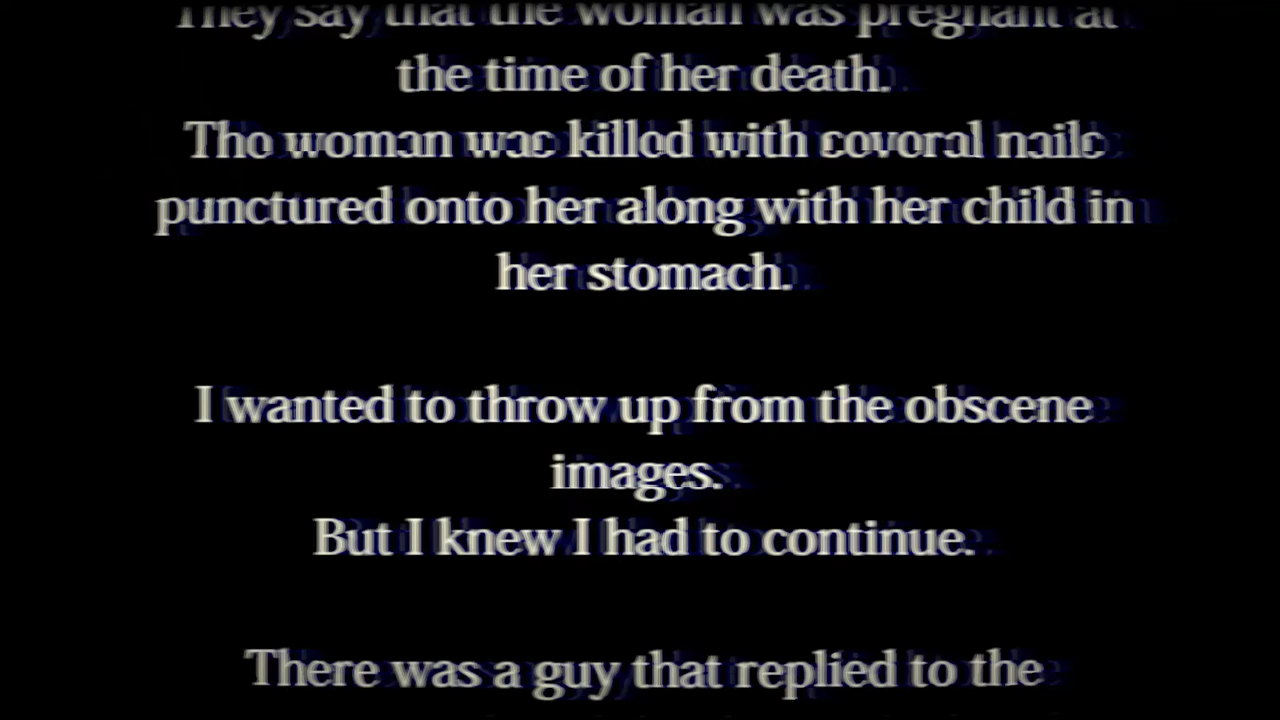 They say that the woman was pregnant at
the time of her death.
The woman was killed with several nails
punctured onto her along with her child in
her stomach.
I wanted to throw up from the obscene
images.
But I knew I had to continue.
There was a guy that replied to the